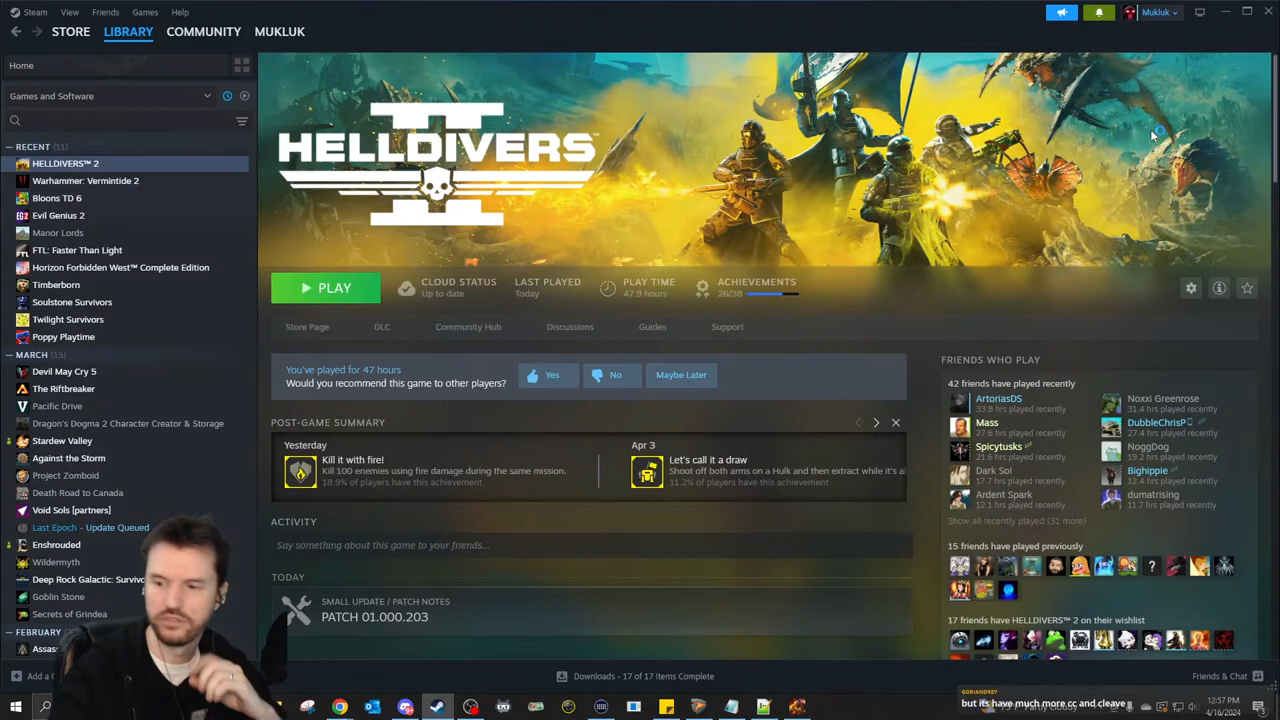 Steam View Friends Games Help
Mukluk
STORE LIBRARY COMMUNITY MUKLUK
Home
Games and Software
RECENT (11)
HELLDIVERS™ 2
Warhammer: Vermintide 2
Bloons TD 6
Evil Genius 2
Manor Lords
FTL: Faster Than Light
Horizon Forbidden West™ Complete Edition
Timberborn
Soulstone Survivors
Twilight Survivors
Poppy Playtime
MARCH (15)
Devil May Cry 5
The Riftbreaker
Pacific Drive
Dragon's Dogma 2 Character Creator & Storage
Stardew Valley
Against the Storm
Project Zomboid
Death Road to Canada
Void Sols [partners]
Last Epoch - Update Queued
Enshrouded
Wildermyth
Deep Rock Galactic: Survivo
Goblin Stone
Secrets of Grindea
FEBRUARY
Assas
Add a G
II
HELLDIVERS™
PLAY
CLOUD STATUS
Up to date
LAST PLAYED
Today
PLAY TIME
47.9 hours
ACHIEVEMENTS
26/38
Store Page DLC Community Hub Discussions Guides Support
You've played for 47 hours
Would you recommend this game to other players?
Yes No Maybe Later
POST-GAME SUMMARY
Yesterday
Kill it with fire!
Kill 100 enemies using fire damage during the same mission.
18.9% of players have this achievement
Apr 3
Let's call it a draw
Shoot off both arms on a Hulk and then extract while it's al
11.2% of players have this achievement
ACTIVITY
Say something about this game to your friends...
TODAY
SMALL UPDATE / PATCH NOTES
PATCH 01.000.203
FRIENDS WHO PLAY
42 friends have played recently
ArtoriasDS
33.8 hrs played recently
Noxxi Greenrose
31.4 hrs played recently
Mass
27.6 hrs played recently
DubbleChrisP
27.4 hrs played recently
Spicytusks
21.6 hrs played recently
NoggDog
19.2 hrs played recently
Dark Sol
17.7 hrs played recently
Bighippie
12.4 hrs played recently
Ardent Spark
12.1 hrs played recently
dumatrising
11.7 hrs played recently
Show all recently played (31 more)
15 friends have played previously
?
17 friends have HELLDIVERS™ 2 on their wishlist
Downloads - 17 of 17 Items Complete
Friends & Chat
GORIANDREY
but its have much more cc and cleave
12:57 PM
4/16/2024